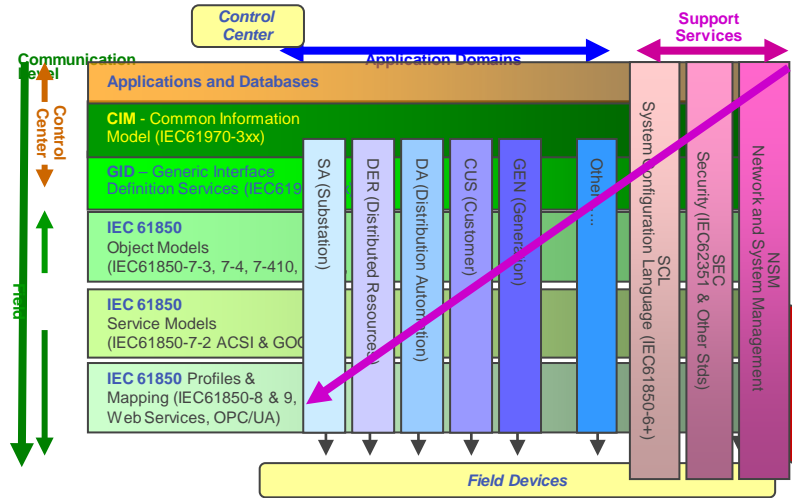 Control
Center
Support
Services
Communication
Level
Application Domains
Applications and Databases
Control
Center
CIM - Common Information
Model (IEC61970-3xx)
GID – Generic Interface
Definition Services (IEC619
IEC 61850
Object Models
(IEC61850-7-3, 7-4, 7-410,
IEC 61850
Service Models
(IEC61850-7-2 ACSI & GOO
IEC 61850 Profiles &
Mapping (IEC61850-8 & 9,
Web Services, OPC/UA)
Field
SA (Substation)
DER (Distributed Resources)
DA (Distribution Automation)
CUS (Customer)
GEN (Generation)
SCL
System Configuration Language (IEC61850-6+)
SEC
Security (IEC62351 & Other Stds)
NSM
Network and System Management
Field Devices